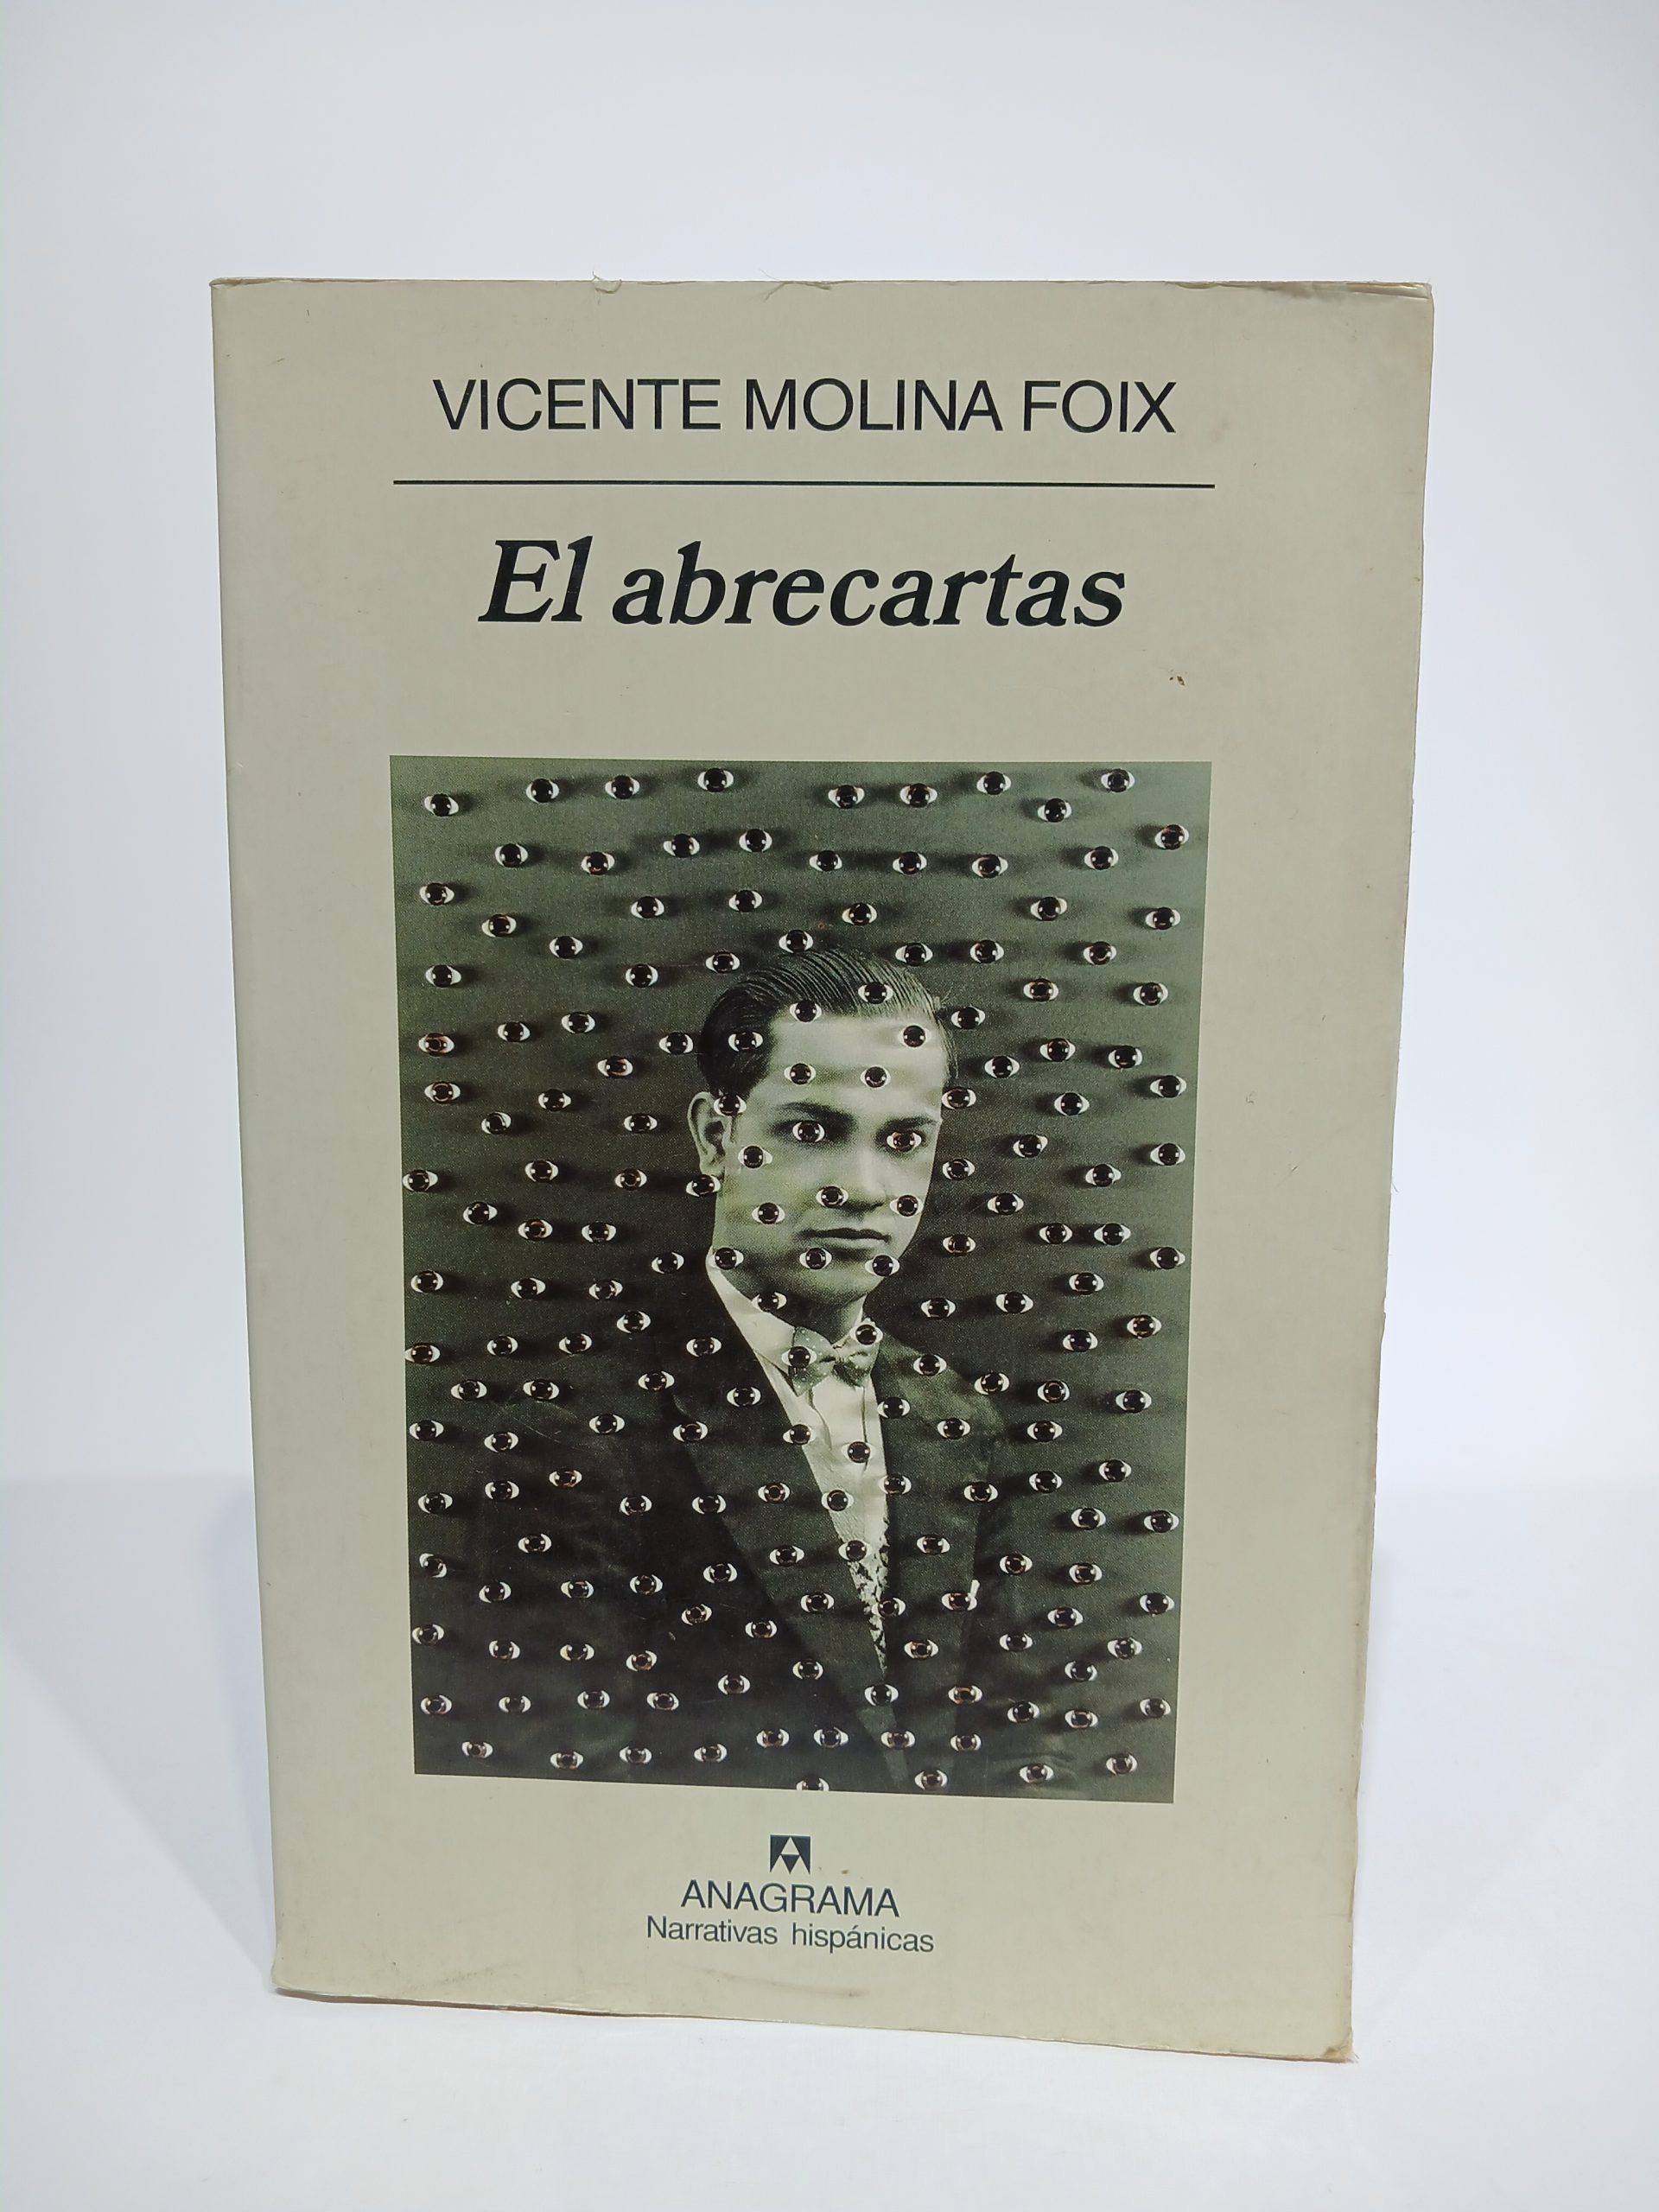 VICENTE MOLINA FOIX
El abrecartas
ANAGRAMA
Narrativas hispánicas